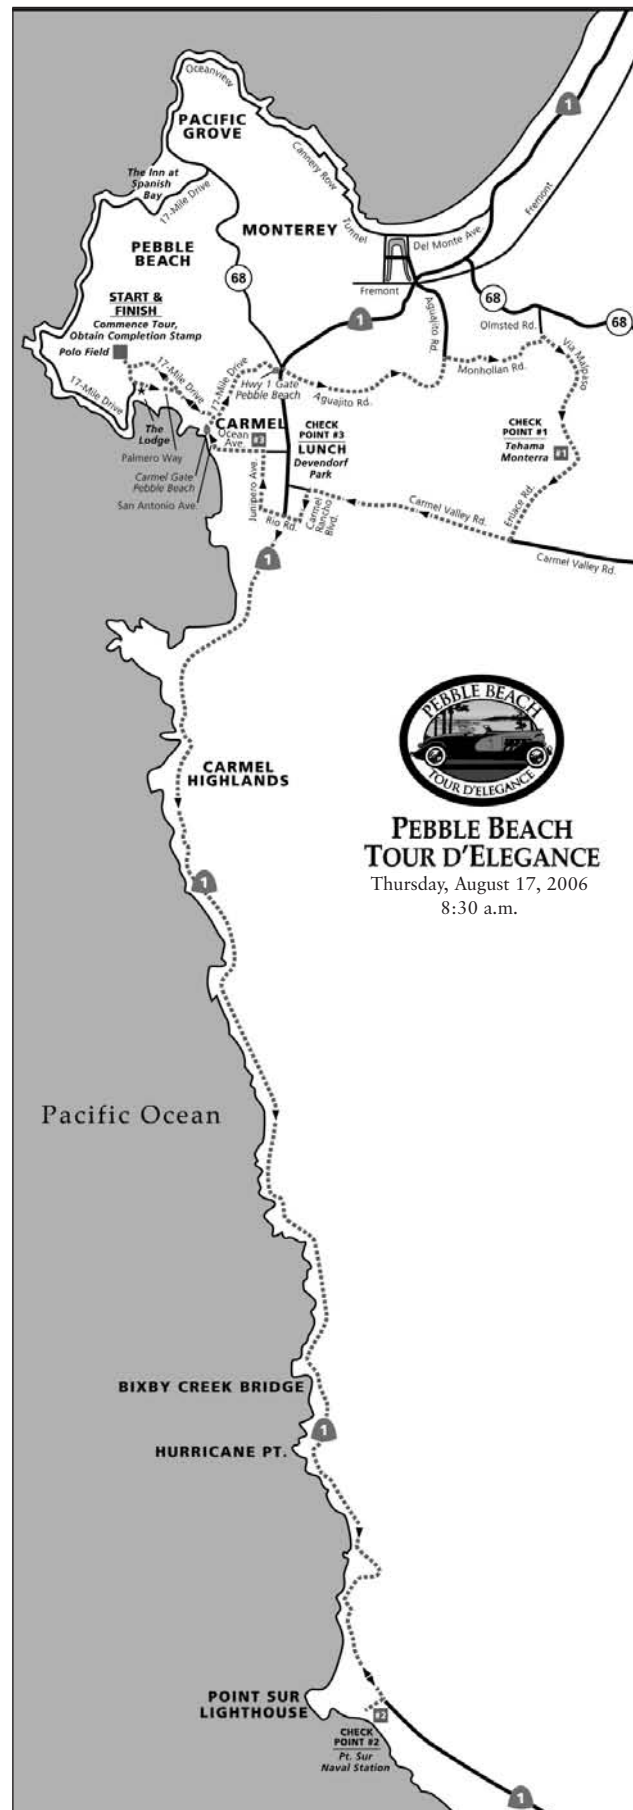 Oceanview
PACIFIC
GROVE
1
Cannery Row
The Inn at
Spanish
Bay
17-Mile Drive
Fremont
MONTEREY
Tunnel
Del Monte Ave.
PEBBLE
BEACH
68
Fremont
68
68
START &
FINISH
Commence Tour,
Obtain Completion Stamp
Polo Field
1
Aguajito Rd.
Olmsted Rd.
Via Malpaso
17-Mile Drive
17-Mile Drive
Hwy 1 Gate
Pebble Beach
Aguajito Rd.
Monhollan Rd.
17-Mile Drive
The
Lodge
CARMEL
Ocean
Ave.
#3
CHECK
POINT #3
LUNCH
Devendorf
Park
CHECK
POINT #1
Tehama
Monterra
#1
Palmero Way
Carmel Gate
Pebble Beach
San Antonio Ave.
Junipero Ave.
Rio Rd.
Carmel
Rancho
Blvd.
Carmel Valley Rd.
Enlace Rd.
Carmel Valley Rd.
1
PEBBLE BEACH
TOUR D'ELEGANCE
CARMEL
HIGHLANDS
PEBBLE BEACH
TOUR D'ELEGANCE
Thursday, August 17, 2006
8:30 a.m.
1
Pacific Ocean
BIXBY CREEK BRIDGE
1
HURRICANE PT.
POINT SUR
LIGHTHOUSE
#2
CHECK
POINT #2
Pt. Sur
Naval Station
1